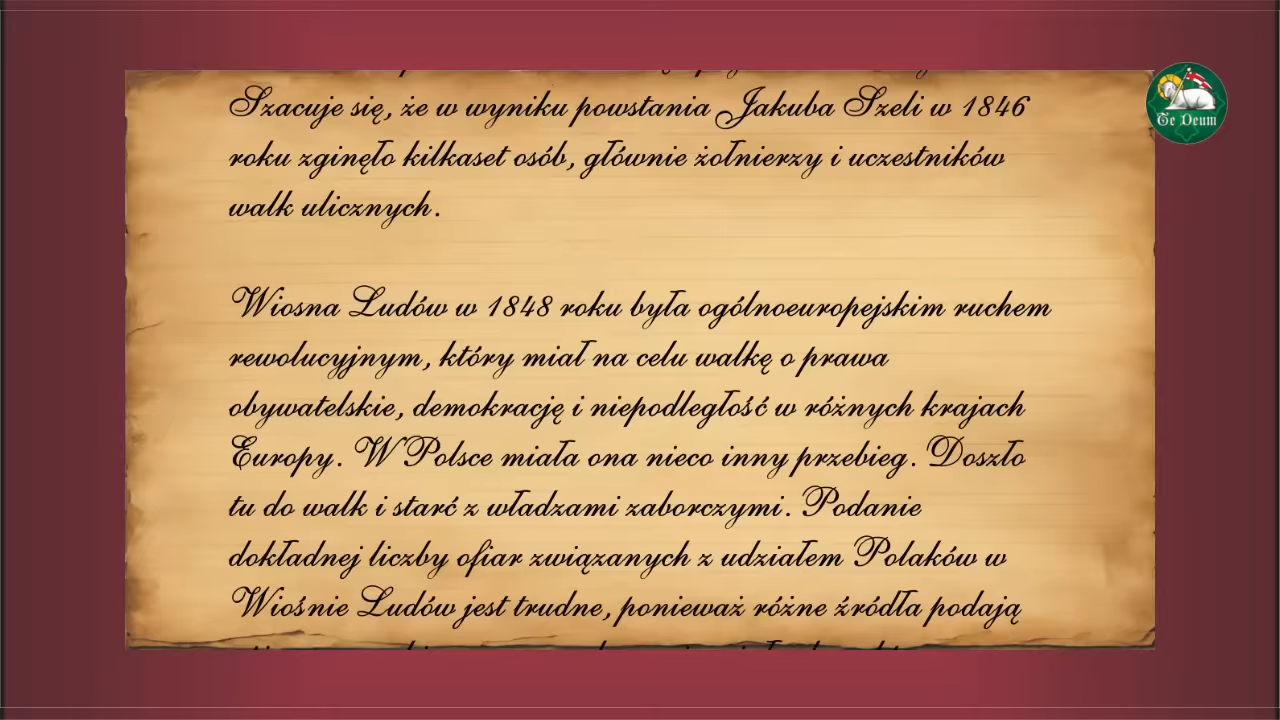 Szacuje się, że w wyniku powstania Jakuba Szeli w 1846
roku zginęło kilkaset osób, głównie żołnierzy i uczestników
walk ulicznych.
Wiosna Ludów w 1848 roku była ogólnoeuropejskim ruchem
rewolucyjnym, który miał na celu walkę o prawa
obywatelskie, demokrację i niepodległość w różnych krajach
Europy. W Polsce miała ona nieco inny przebieg. Doszło
tu do walk i starć z władzami zaborczymi. Podanie
dokładnej liczby ofiar związanych z udziałem Polaków w
Wiośnie Ludów jest trudne, ponieważ różne źródła podają
Te Deum